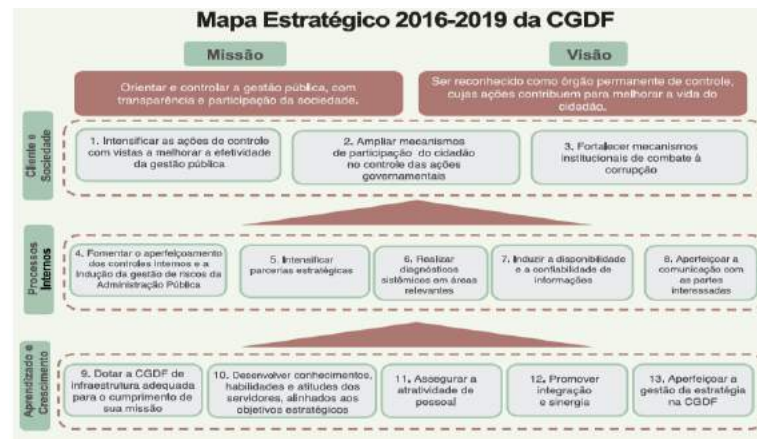 Mapa Estratégico 2016-2019 da CGDF
Missão
Visão
Orientar e controlar a gestão pública, com
transparência e participação da sociedade.
Ser reconhecido como órgão permanente de controle,
cujas ações contribuem para melhorar a vida do
cidadão.
Cliente e
Sociedade
1. Intensificar as ações de controle
com vistas a melhorar a efetividade
da gestão pública
2. Ampliar mecanismos
de participação do cidadão
no controle das ações
governamentais
3. Fortalecer mecanismos
institucionais de combate à
corrupção
Processos
Internos
4. Fomentar o aperfeiçoamento
dos controles internos e a
indução da gestão de riscos da
Administração Pública
5. Intensificar
parcerias estratégicas
6. Realizar
diagnósticos
sistêmicos em áreas
relevantes
7. Induzir a disponibilidade
e a confiabilidade de
informações
8. Aperfeiçoar a
comunicação com
as partes
interessadas
Aprendizado e
Crescimento
9. Dotar a CGDF de
infraestrutura adequada
para o cumprimento de
sua missão
10. Desenvolver conhecimentos,
habilidades e atitudes dos
servidores, alinhados aos
objetivos estratégicos
11. Assegurar a
atratividade de
pessoal
12. Promover
integração
e sinergia
13. Aperfeiçoar a
gestão da estratégia
na CGDF